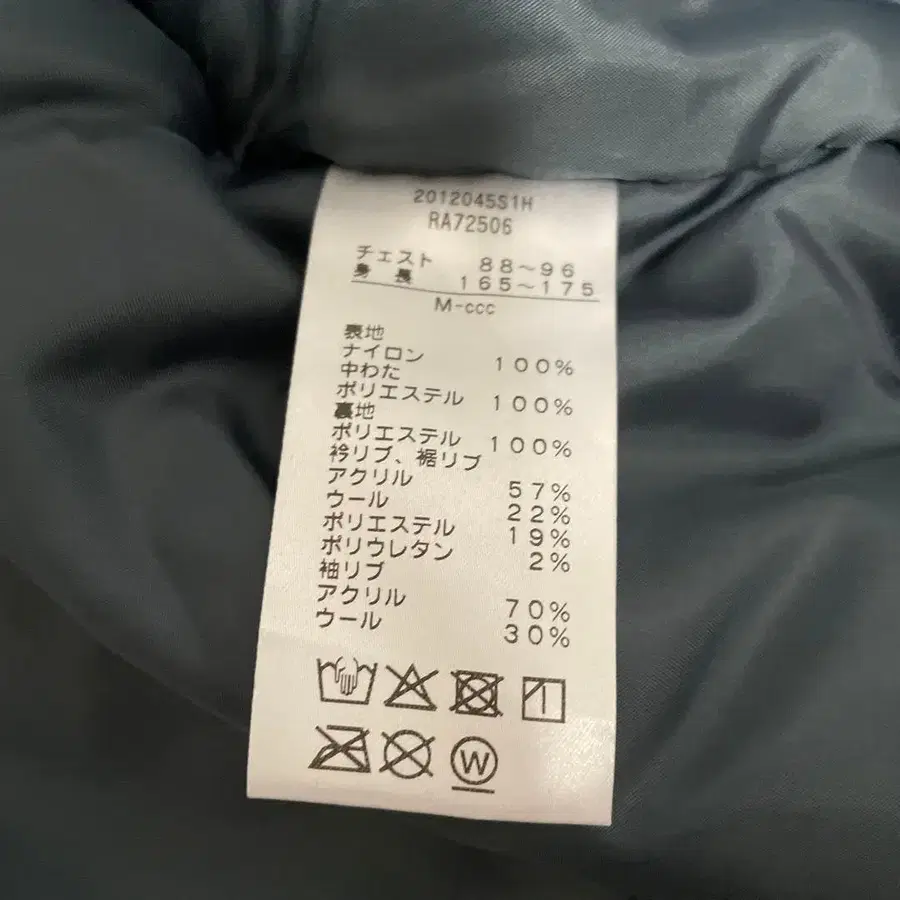 2012045S1H
RA72506
チェスト 88～96
身長 165～175
M-ccc
表地
ナイロン 100%
中わた
ポリエステル 100%
裏地
ポリエステル 100%
衿リブ、裾リブ
アクリル 57%
ウール 22%
ポリエステル 19%
ポリウレタン 2%
袖リブ
アクリル 70%
ウール 30%
W